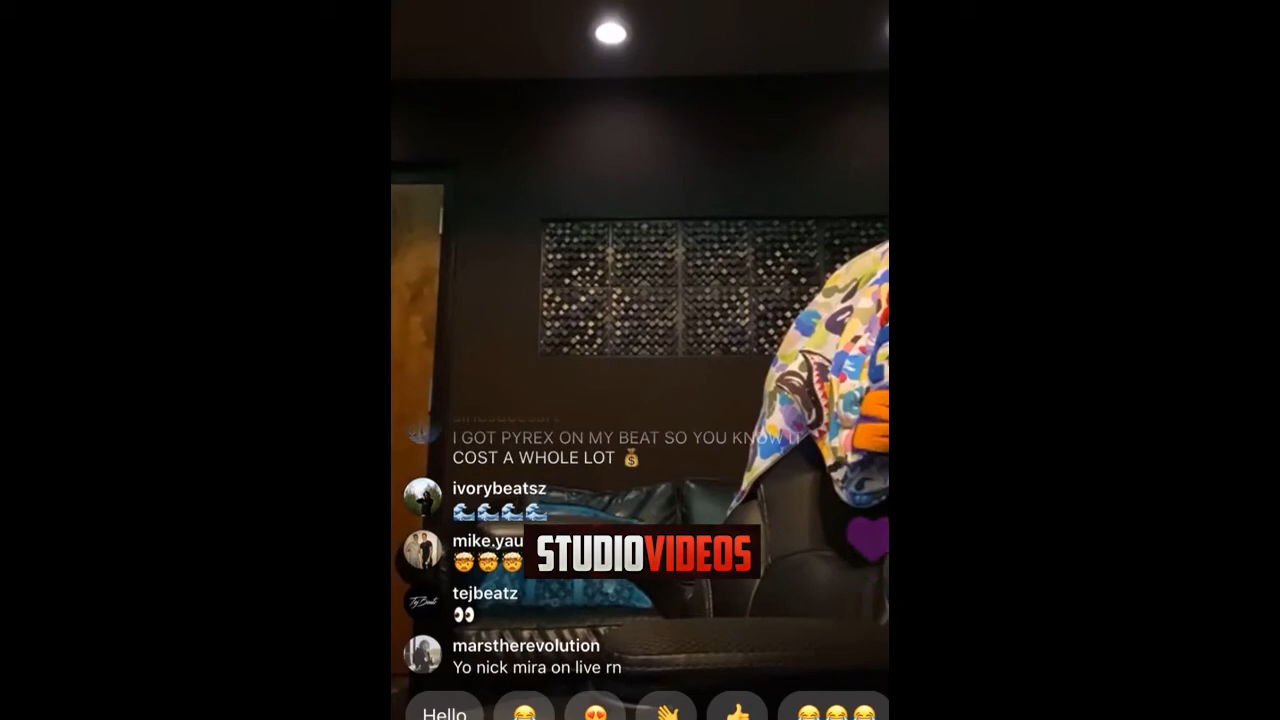 I GOT PYREX ON MY BEAT SO YOU KNOW IT
COST A WHOLE LOT 💰
ivorybeatsz
🌊🌊🌊🌊
mike.yau
🤯🤯🤯
STUDIOVIDEOS
tejbeatz
👀
marstherevolution
Yo nick mira on live rn
Hello 😂 😍 👋 👍 😂😂😂